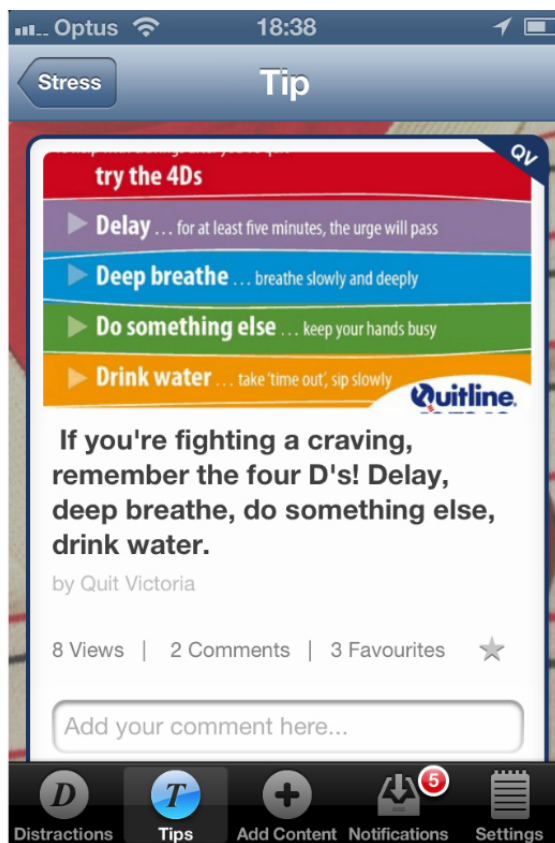 Optus 18:38
Stress Tip
QV
try the 4Ds
Delay ... for at least five minutes, the urge will pass
Deep breathe ... breathe slowly and deeply
Do something else ... keep your hands busy
Drink water ... take 'time out', sip slowly
Quitline.
If you're fighting a craving,
remember the four D's! Delay,
deep breathe, do something else,
drink water.
by Quit Victoria
8 Views | 2 Comments | 3 Favourites
Add your comment here...
D T 5
Distractions Tips Add Content Notifications Settings